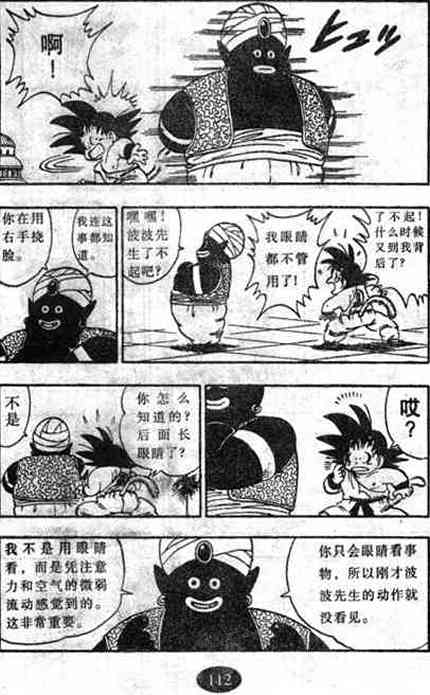 ヒュッ
啊！
了不起！
什么时候
又到我背
后了？
我眼睛
都不管
用了！
嘿嘿！
波波先
生了不
起吧？
我连这
事都知
道。
你在用
右手挠
脸。
哎？
你怎么
知道的？
后面长
眼睛了？
不是
你只会眼睛看事
物，所以刚才波
波先生的动作就
没看见。
我不是用眼睛
看，而是凭注意
力和空气的微弱
流动感觉到的。
这非常重要。
112